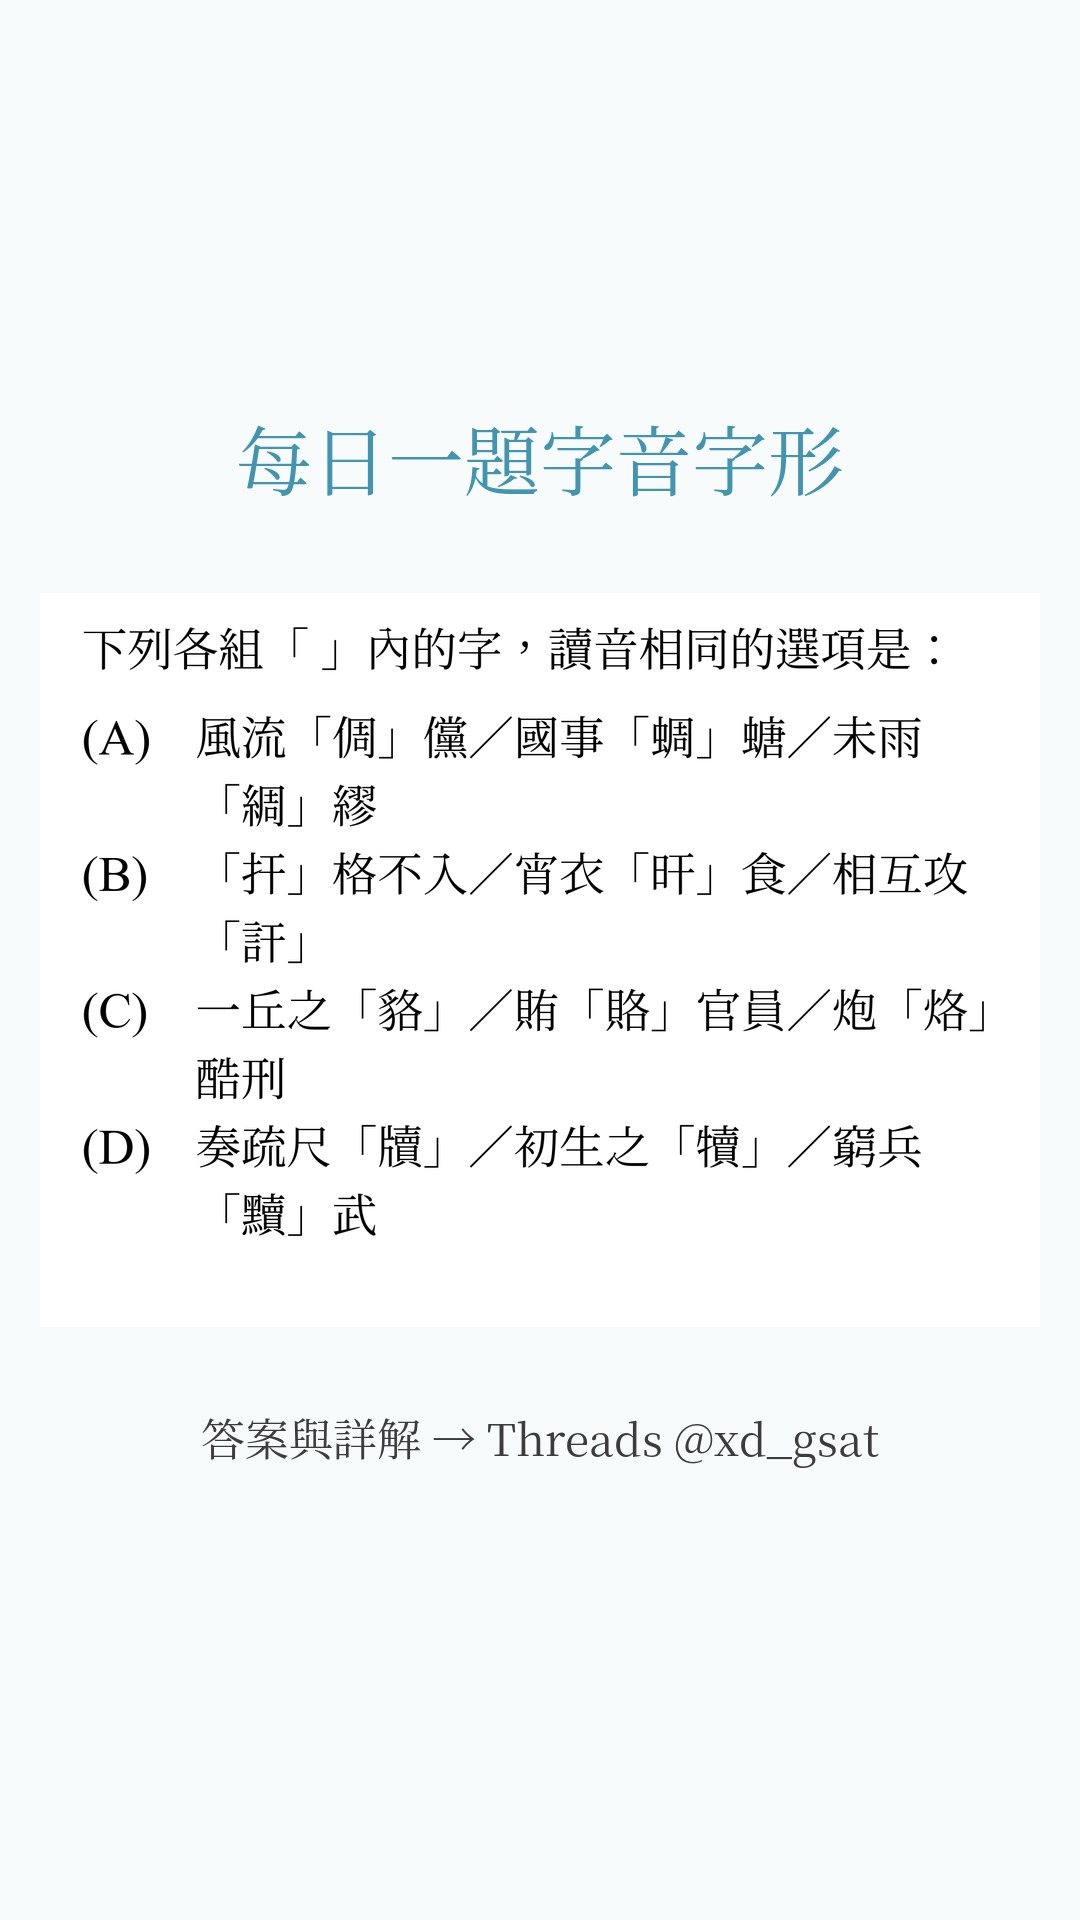 每日一題字音字形
下列各組「 」內的字，讀音相同的選項是：
(A) 風流「倜」儻／國事「蜩」螗／未雨
「綢」繆
(B) 「扞」格不入／宵衣「旰」食／相互攻
「訐」
(C) 一丘之「貉」／賄「賂」官員／炮「烙」
酷刑
(D) 奏疏尺「牘」／初生之「犢」／窮兵
「黷」武
答案與詳解 → Threads @xd_gsat